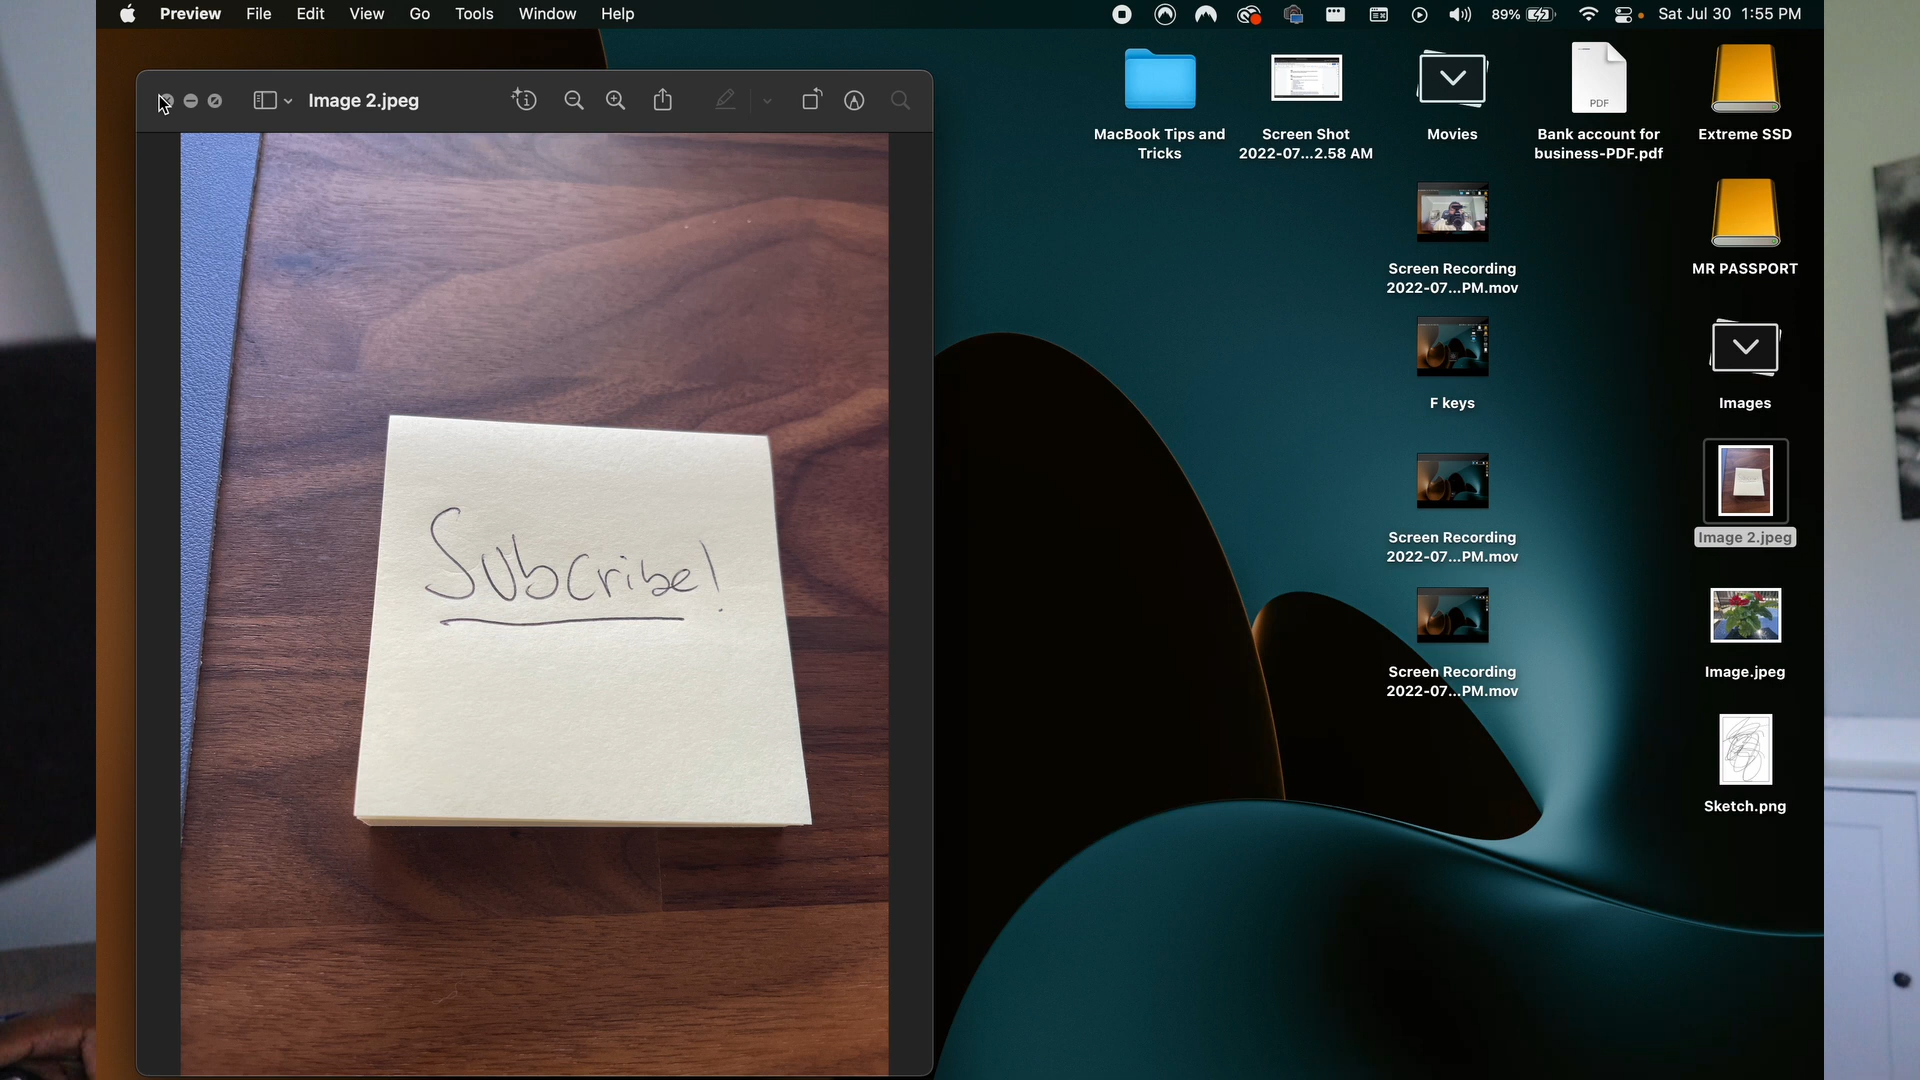 Preview File Edit View Go Tools Window Help 89% Sat Jul 30 1:55 PM
Image 2.jpeg
Subcribe!
MacBook Tips and
Tricks
Screen Shot
2022-07...2.58 AM
Movies
PDF
Bank account for
business-PDF.pdf
Extreme SSD
Screen Recording
2022-07...PM.mov
MR PASSPORT
F keys
Images
Screen Recording
2022-07...PM.mov
Image 2.jpeg
Screen Recording
2022-07...PM.mov
Image.jpeg
Sketch.png